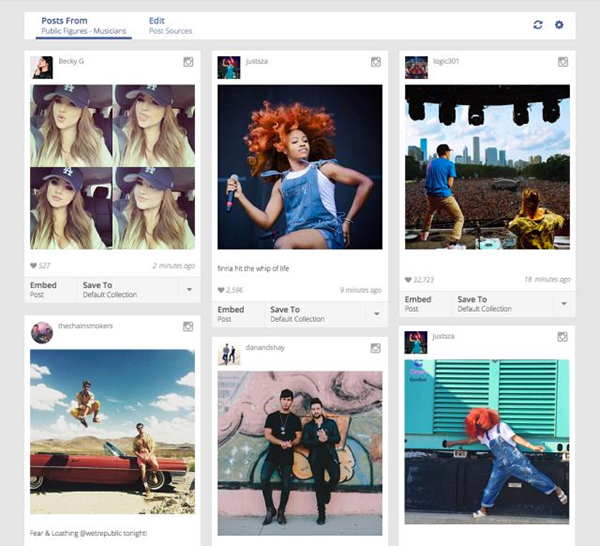 Posts From
Public Figures - Musicians
Edit
Post Sources
Becky G
527
2 minutes ago
Embed
Post
Save To
Default Collection
justsza
finna hit the whip of life
2,596
9 minutes ago
Embed
Post
Save To
Default Collection
logic301
32,723
18 minutes ago
Embed
Post
Save To
Default Collection
thechainsmokers
Fear & Loathing @wetrepublic tonight!
danandshay
justsza